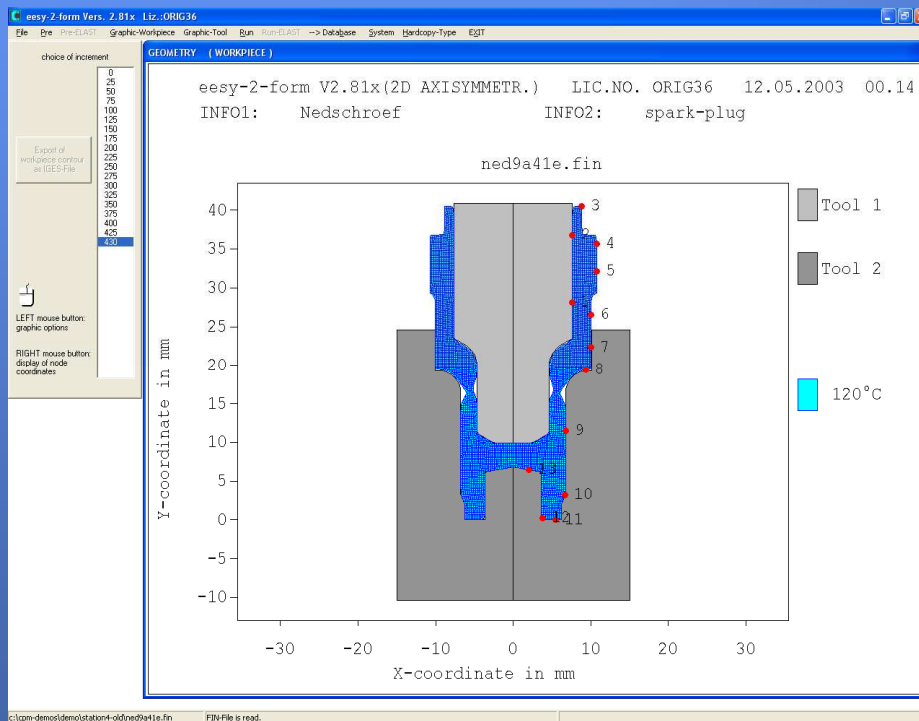 eesy-2-form Vers. 2.81x Liz.:ORIG36
File Pre Pre-ELAST Graphic-Workpiece Graphic-Tool Run Run-ELAST --> Database System Hardcopy-Type EXIT
choice of increment
0
25
50
75
100
125
150
175
200
225
250
275
300
325
350
375
400
425
430
Export of
workpiece contour
as IGES-File
LEFT mouse button:
graphic options
RIGHT mouse button:
display of node
coordinates
GEOMETRY ( WORKPIECE )
eesy-2-form V2.81x(2D AXISYMMETR.) LIC.NO. ORIG36 12.05.2003 00.14
INFO1: Nedschroef INFO2: spark-plug
ned9a41e.fin
Y-coordinate in mm
40
35
30
25
20
15
10
5
0
-5
-10
3
2
4
5
6
7
8
9
13
10
12
11
-30 -20 -10 0 10 20 30
X-coordinate in mm
Tool 1
Tool 2
120°C
c:\cpm-demos\demo\station4-old\ned9a41e.fin FIN-File is read.